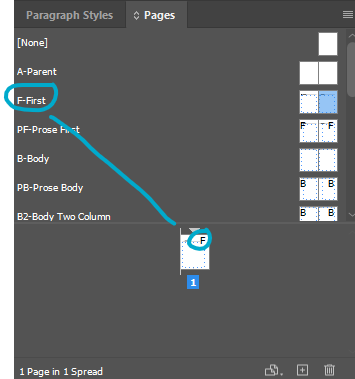 Paragraph Styles
Pages
[None]
A-Parent
F-First
PF-Prose First
F F
B-Body
PB-Prose Body
B B
B2-Body Two Column
B B
F
1
1 Page in 1 Spread